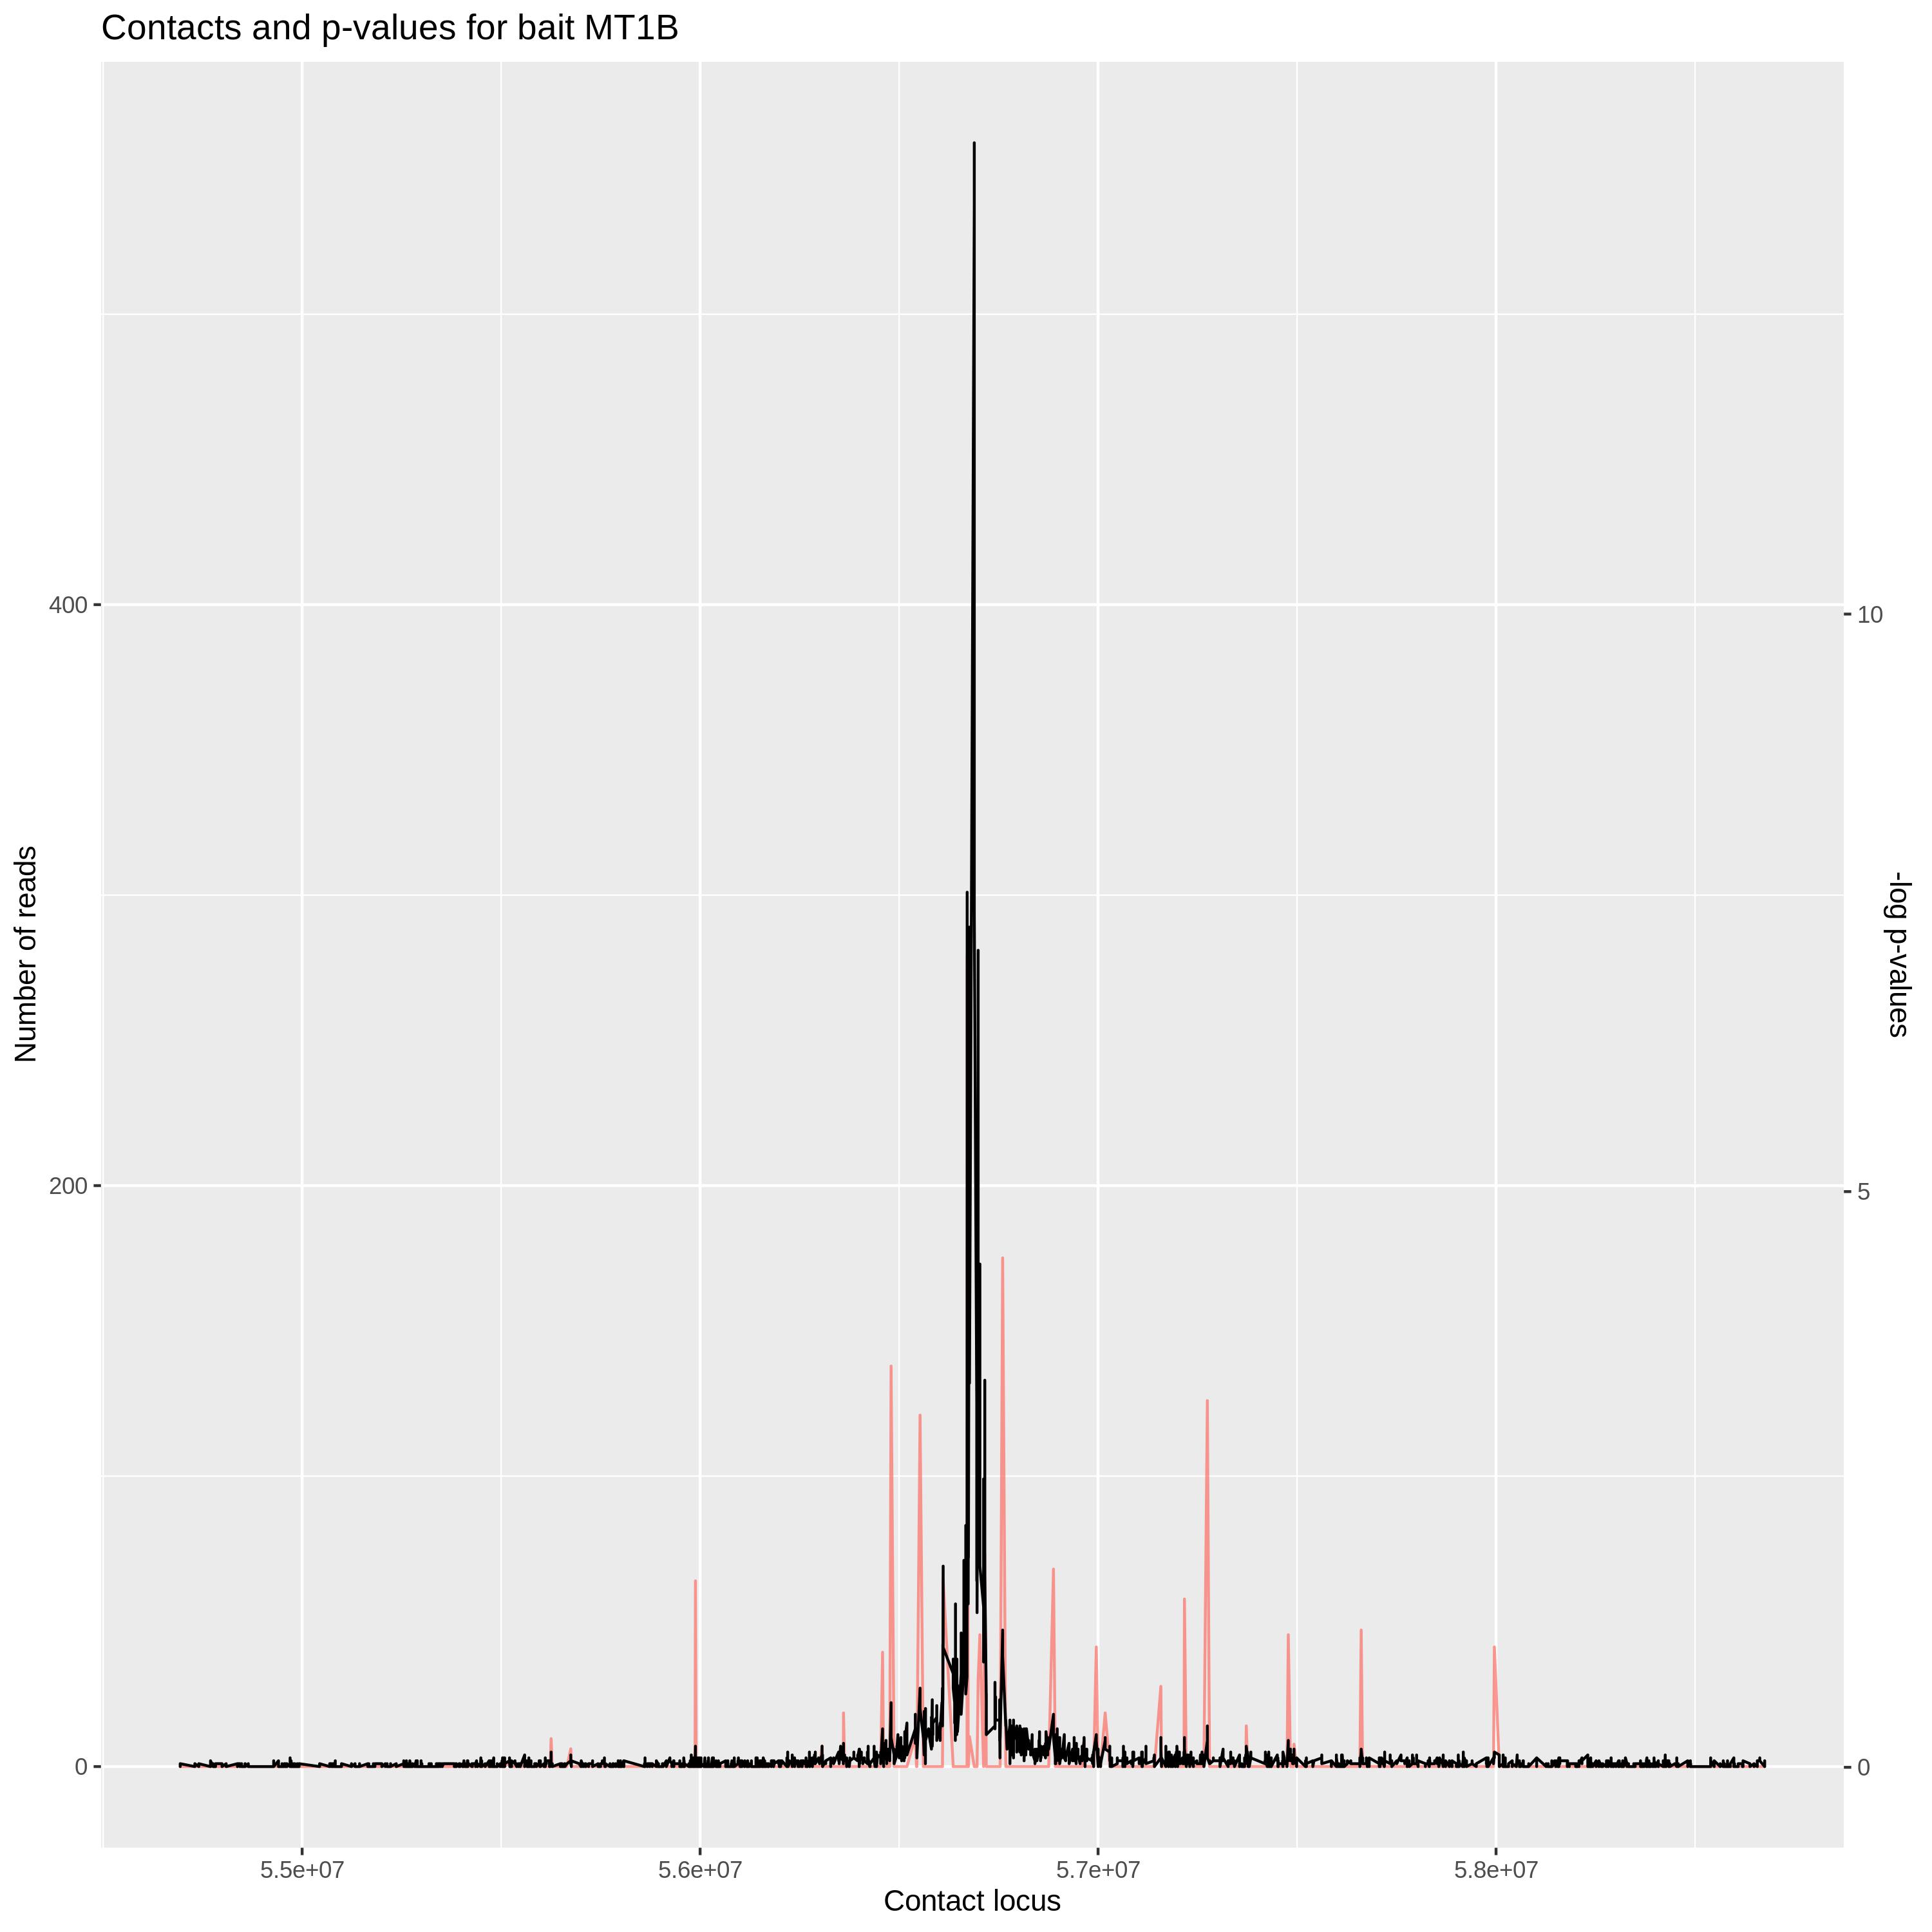 Contacts and p-values for bait MT1B
Number of reads
400
200
0
10
5
0
-log p-values
5.5e+07
5.6e+07
5.7e+07
5.8e+07
Contact locus